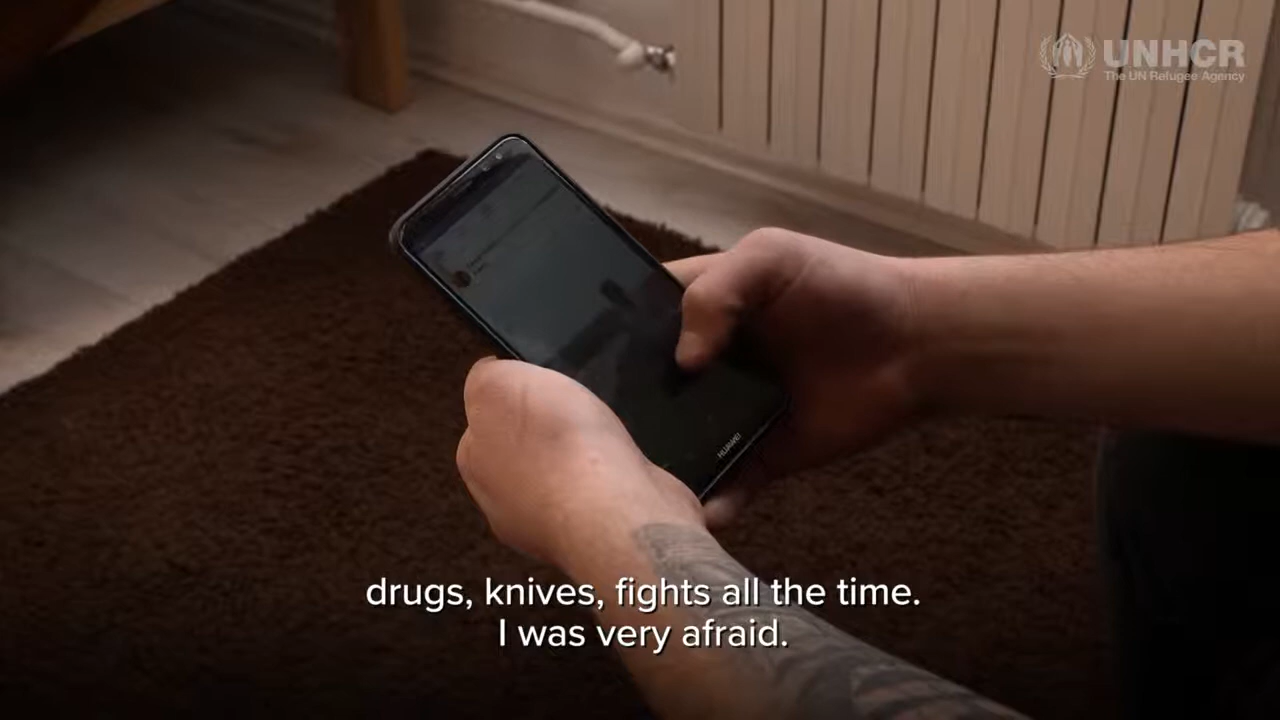 UNHCR
The UN Refugee Agency
HUAWEI
drugs, knives, fights all the time.
I was very afraid.